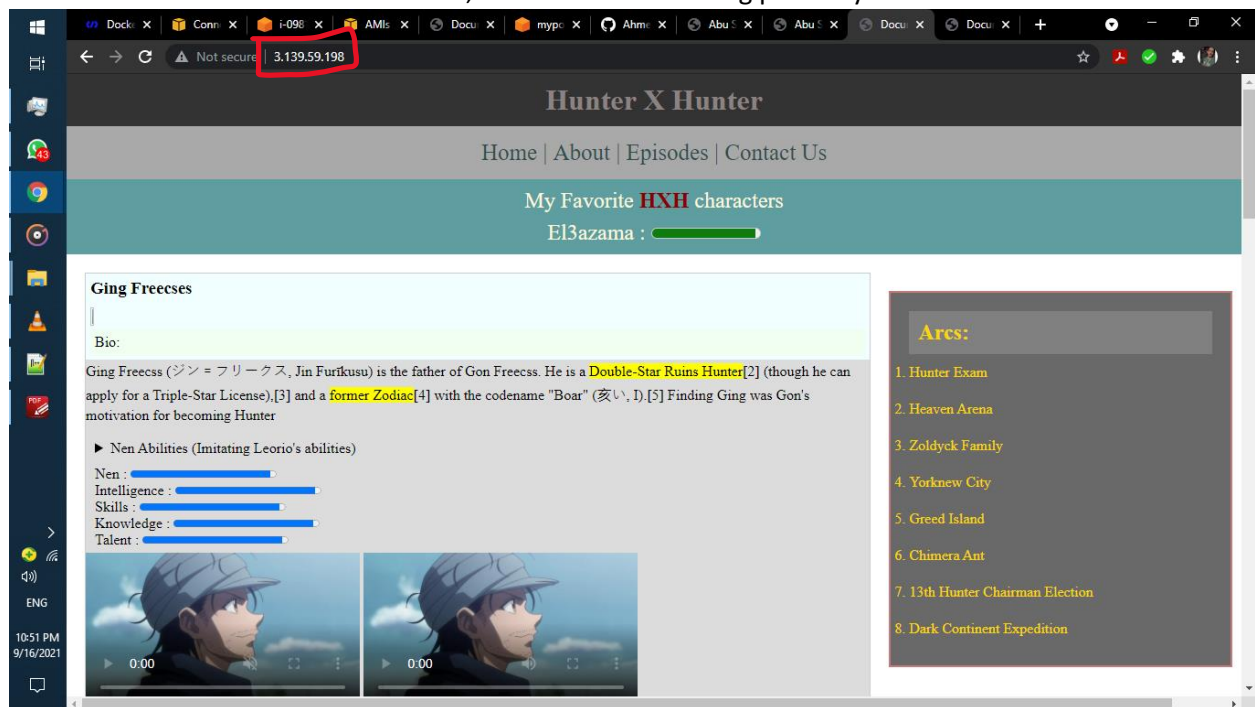 Docke
Conn
i-098
AMIs
Docu
mypc
Ahme
Abu S
Abu S
Docu
Docu
Not secure
3.139.59.198
Hunter X Hunter
Home | About | Episodes | Contact Us
My Favorite HXH characters
El3azama :
Ging Freecses
Bio:
Ging Freecss (ジン = フリークス, Jin Furīkusu) is the father of Gon Freecss. He is a Double-Star Ruins Hunter[2] (though he can
apply for a Triple-Star License),[3] and a former Zodiac[4] with the codename "Boar" (亥い, I).[5] Finding Ging was Gon's
motivation for becoming Hunter
Nen Abilities (Imitating Leorio's abilities)
Nen :
Intelligence :
Skills :
Knowledge :
Talent :
0:00
0:00
Arcs:
1. Hunter Exam
2. Heaven Arena
3. Zoldyck Family
4. Yorknew City
5. Greed Island
6. Chimera Ant
7. 13th Hunter Chairman Election
8. Dark Continent Expedition
43
PDF
ENG
10:51 PM
9/16/2021